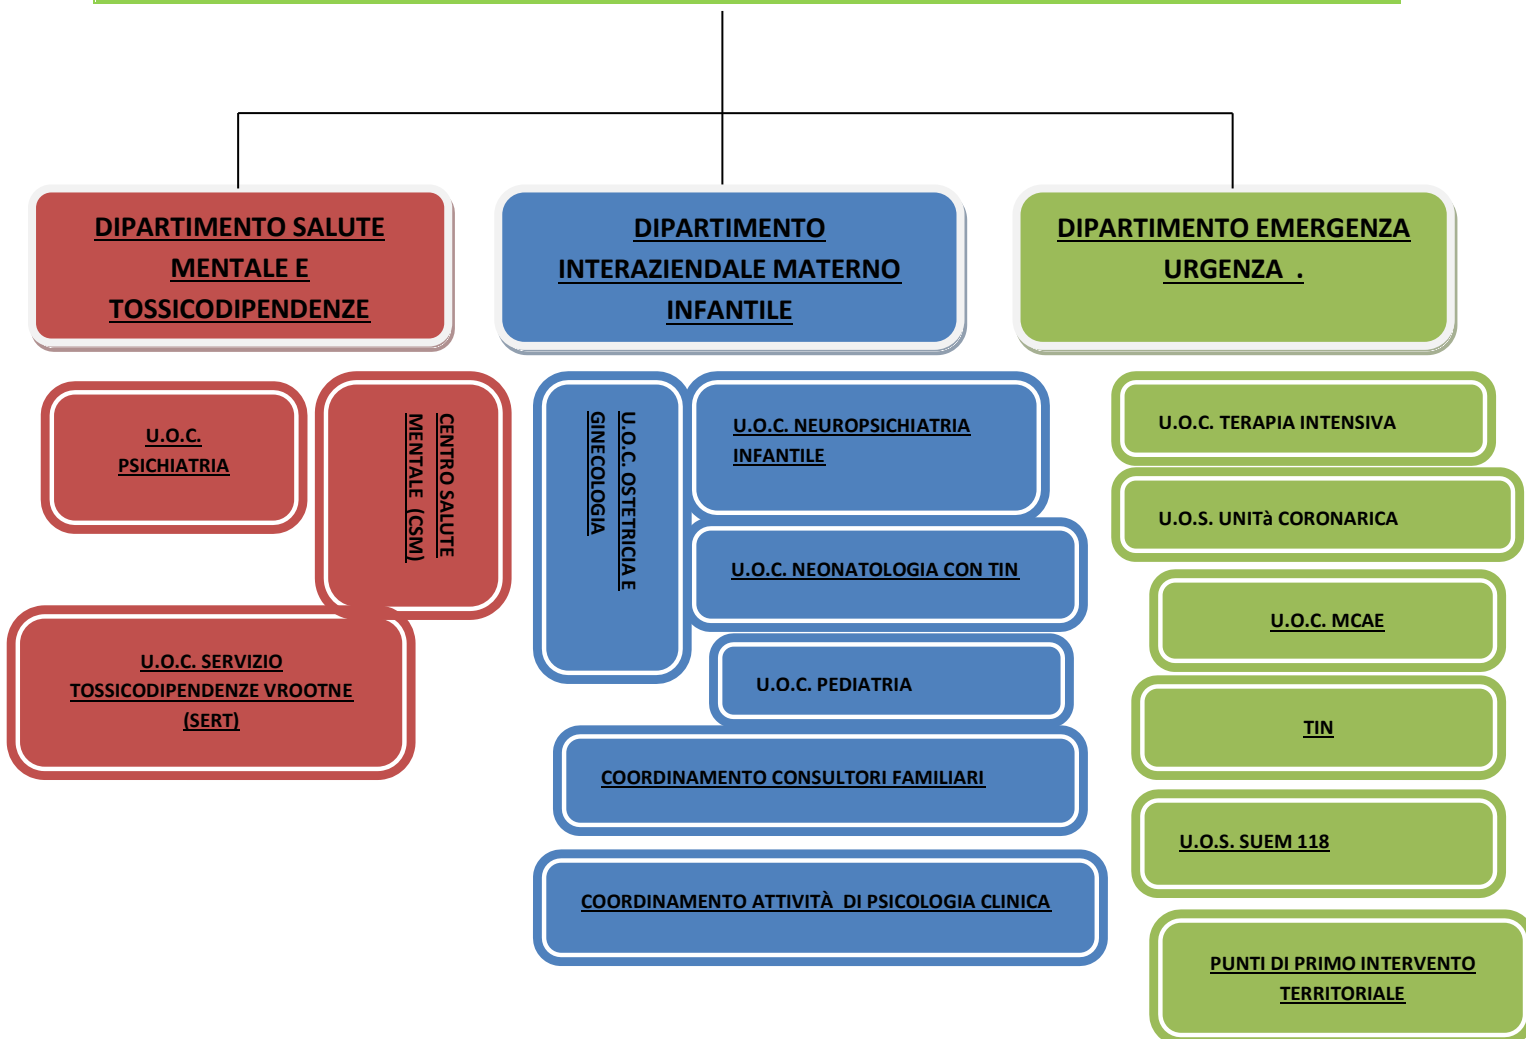 DIPARTIMENTO SALUTE
MENTALE E
TOSSICODIPENDENZE
DIPARTIMENTO
INTERAZIENDALE MATERNO
INFANTILE
DIPARTIMENTO EMERGENZA
URGENZA .
U.O.C.
PSICHIATRIA
CENTRO SALUTE
MENTALE (CSM)
U.O.C. SERVIZIO
TOSSICODIPENDENZE VROOTNE
(SERT)
U.O.C. OSTETRICIA E
GINECOLOGIA
U.O.C. NEUROPSICHIATRIA
INFANTILE
U.O.C. NEONATOLOGIA CON TIN
U.O.C. PEDIATRIA
COORDINAMENTO CONSULTORI FAMILIARI
COORDINAMENTO ATTIVITÀ DI PSICOLOGIA CLINICA
U.O.C. TERAPIA INTENSIVA
U.O.S. UNITà CORONARICA
U.O.C. MCAE
TIN
U.O.S. SUEM 118
PUNTI DI PRIMO INTERVENTO
TERRITORIALE